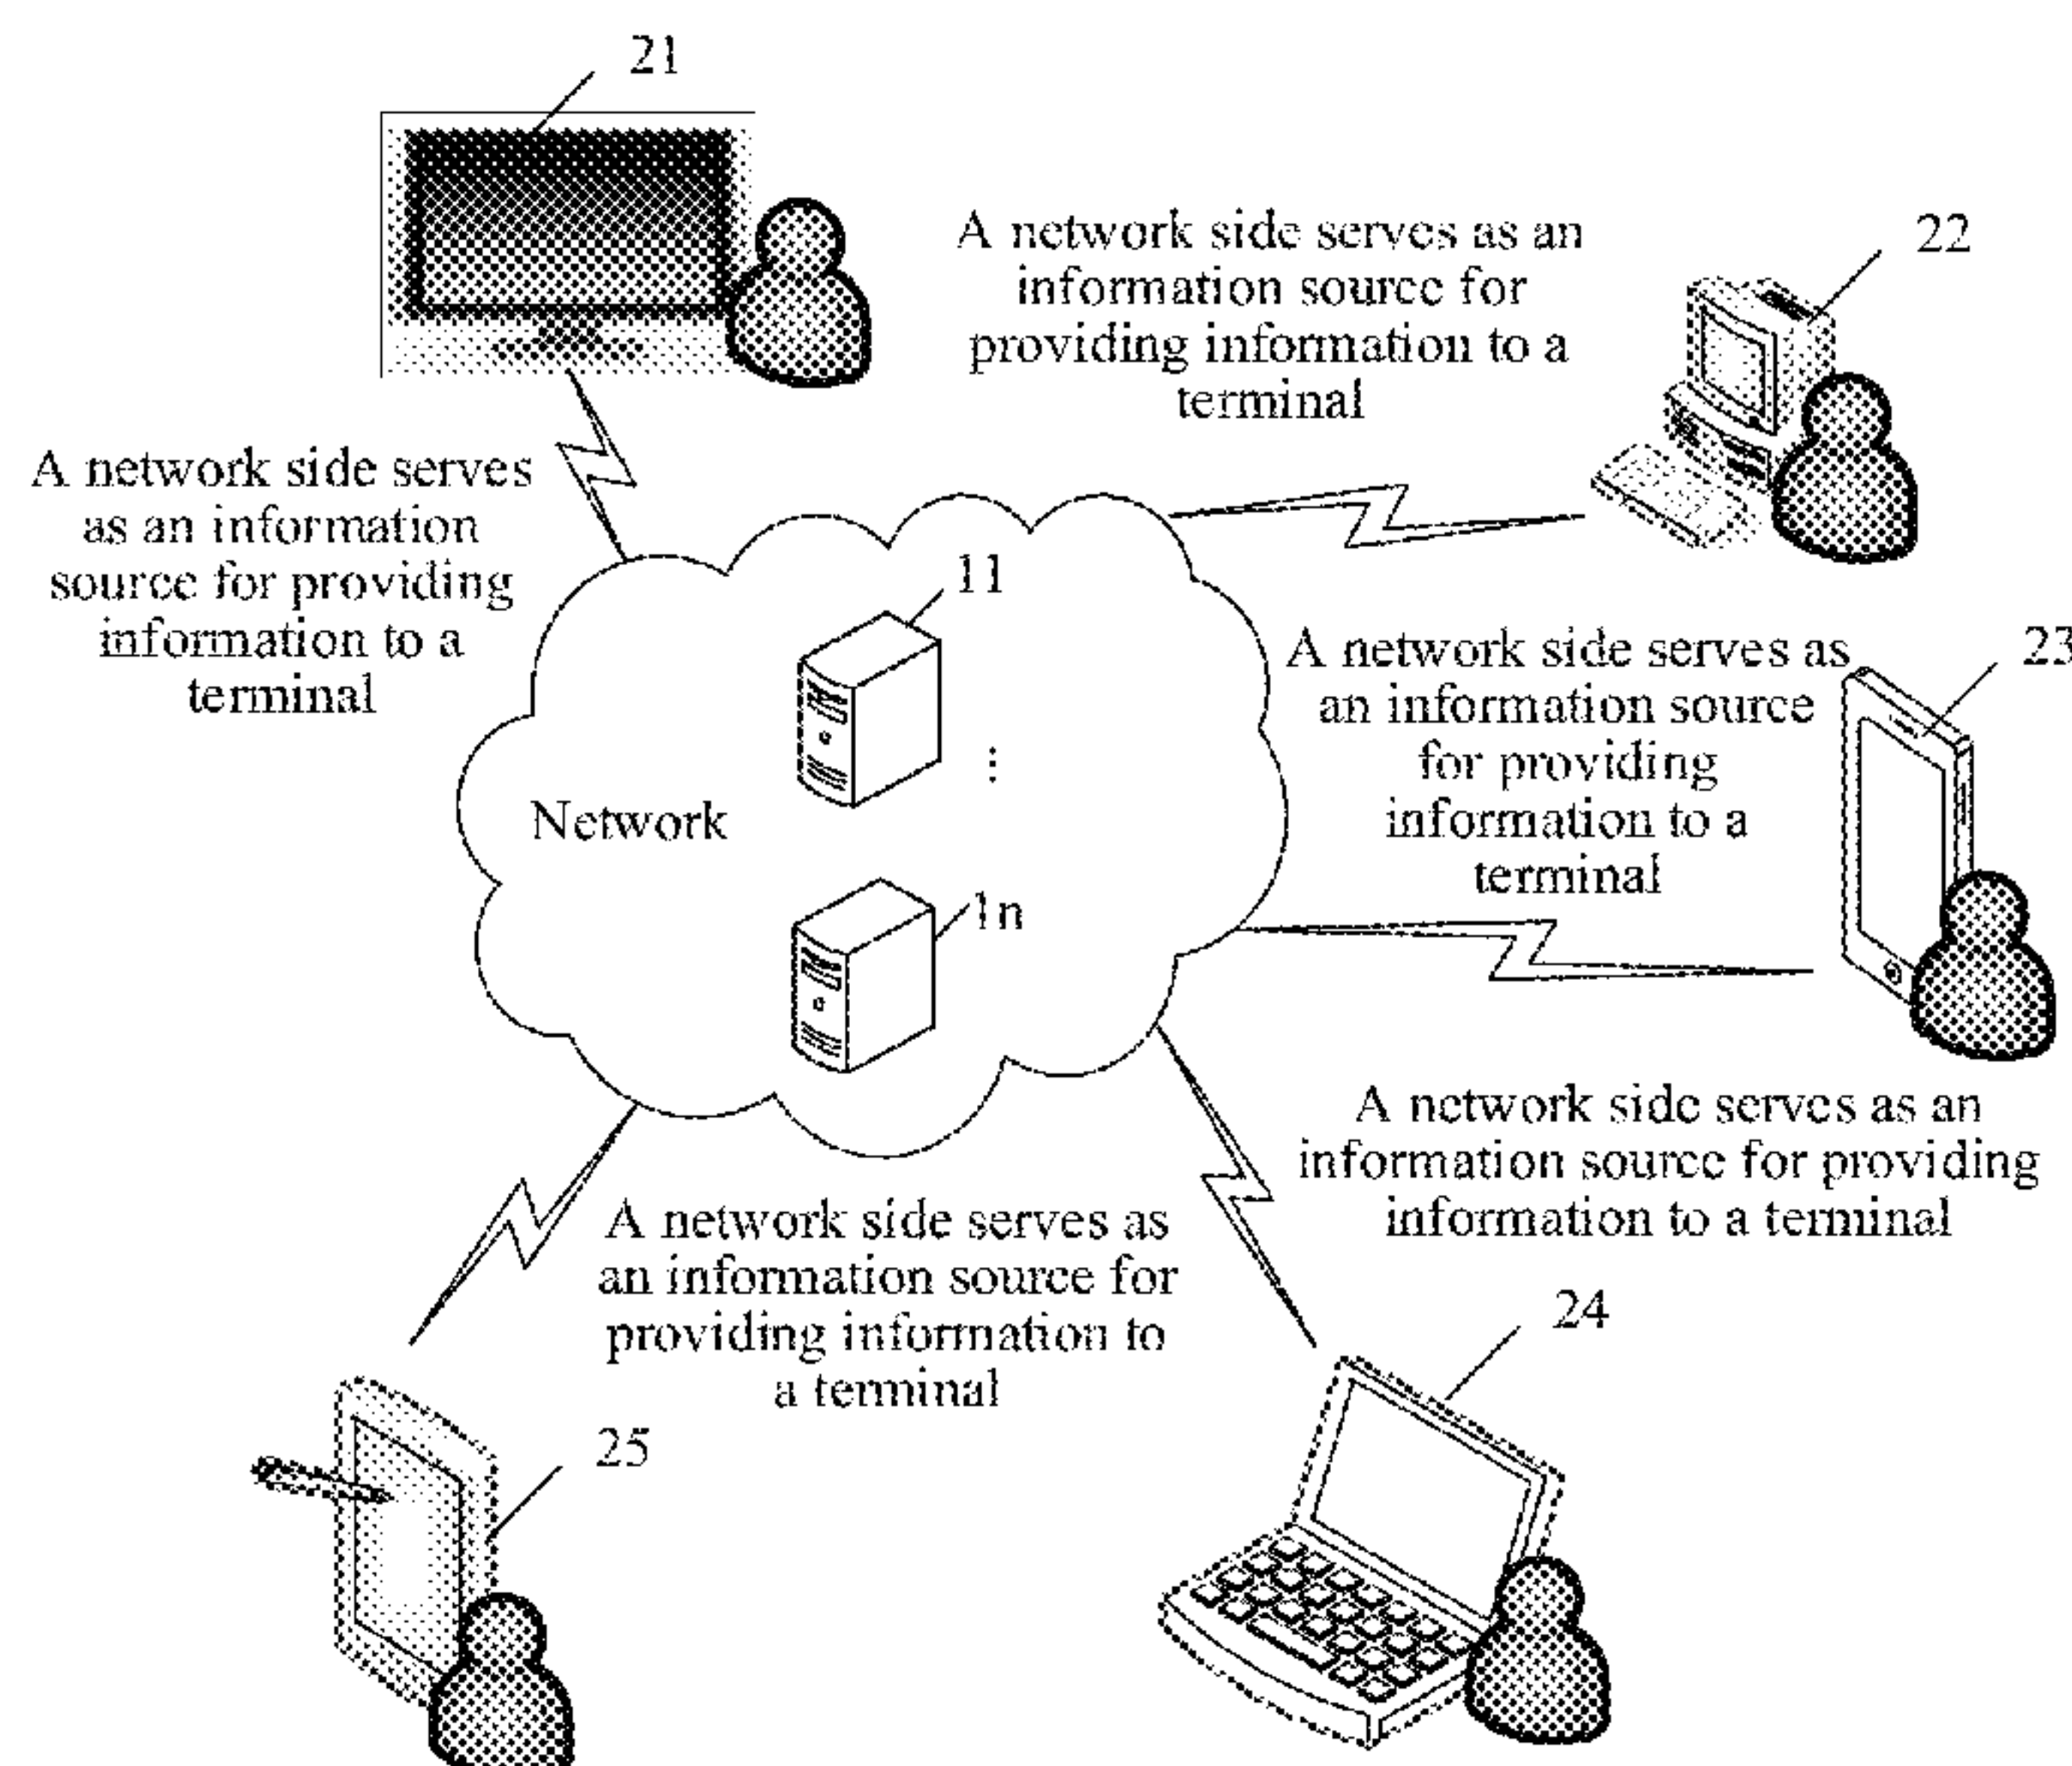 21
A network side serves as an
information source for
providing information to a
terminal
22
A network side serves
as an information
source for providing
information to a
terminal
11
A network side serves as
an information source
for providing
information to a
terminal
23
⋮
Network
1n
A network side serves as an
information source for providing
information to a terminal
A network side serves as
an information source for
providing information to
a terminal
24
25